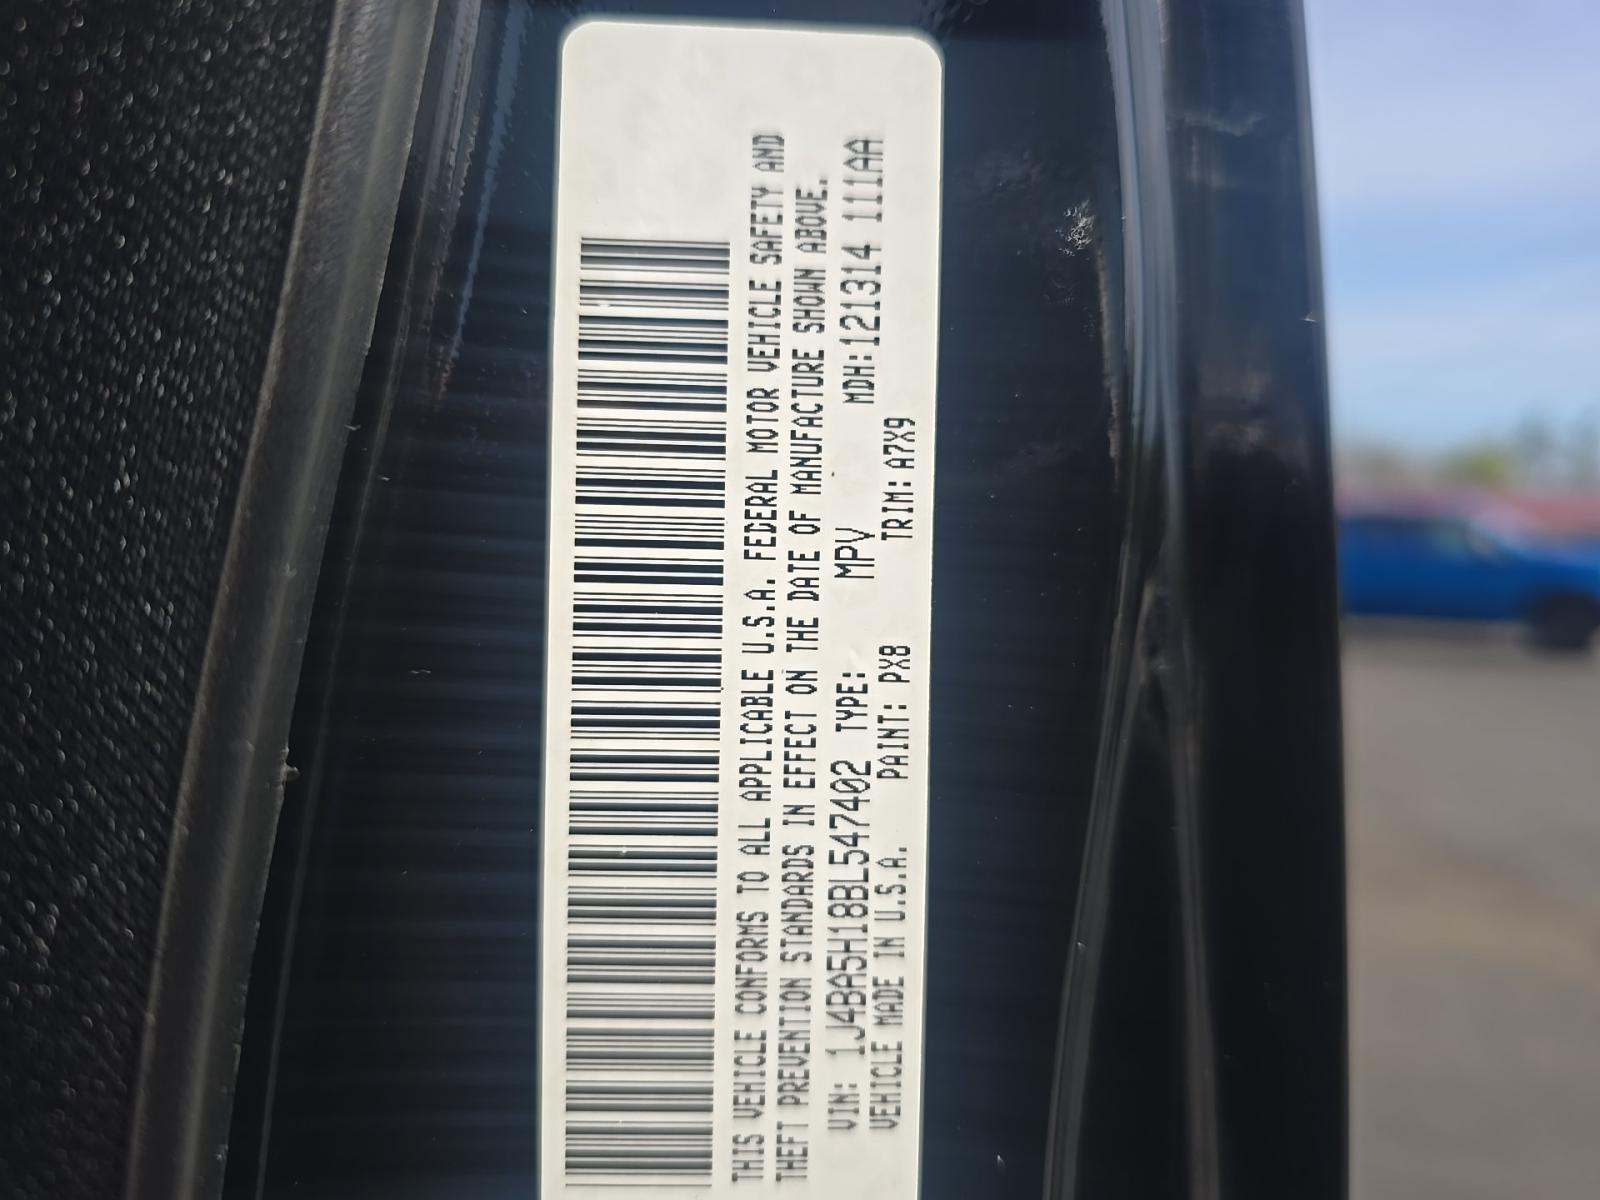 THIS VEHICLE CONFORMS TO ALL APPLICABLE U.S.A. FEDERAL MOTOR VEHICLE SAFETY AND
THEFT PREVENTION STANDARDS IN EFFECT ON THE DATE OF MANUFACTURE SHOWN ABOVE.
VIN: 1J4BA5H18BL547402 TYPE: MPV MDH:121314 111AA
VEHICLE MADE IN U.S.A. PAINT: PX8 TRIM: A7X9